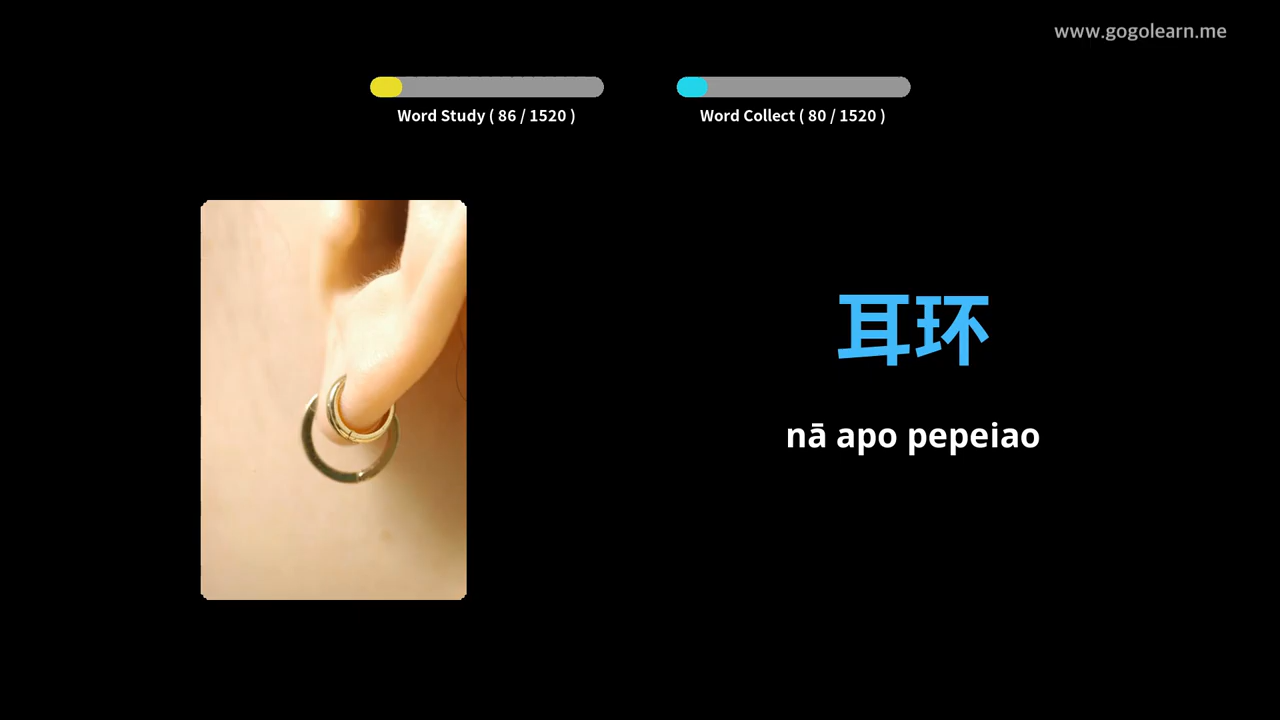 www.gogolearn.me
Word Study ( 86 / 1520 )
Word Collect ( 80 / 1520 )
耳环
nā apo pepeiao